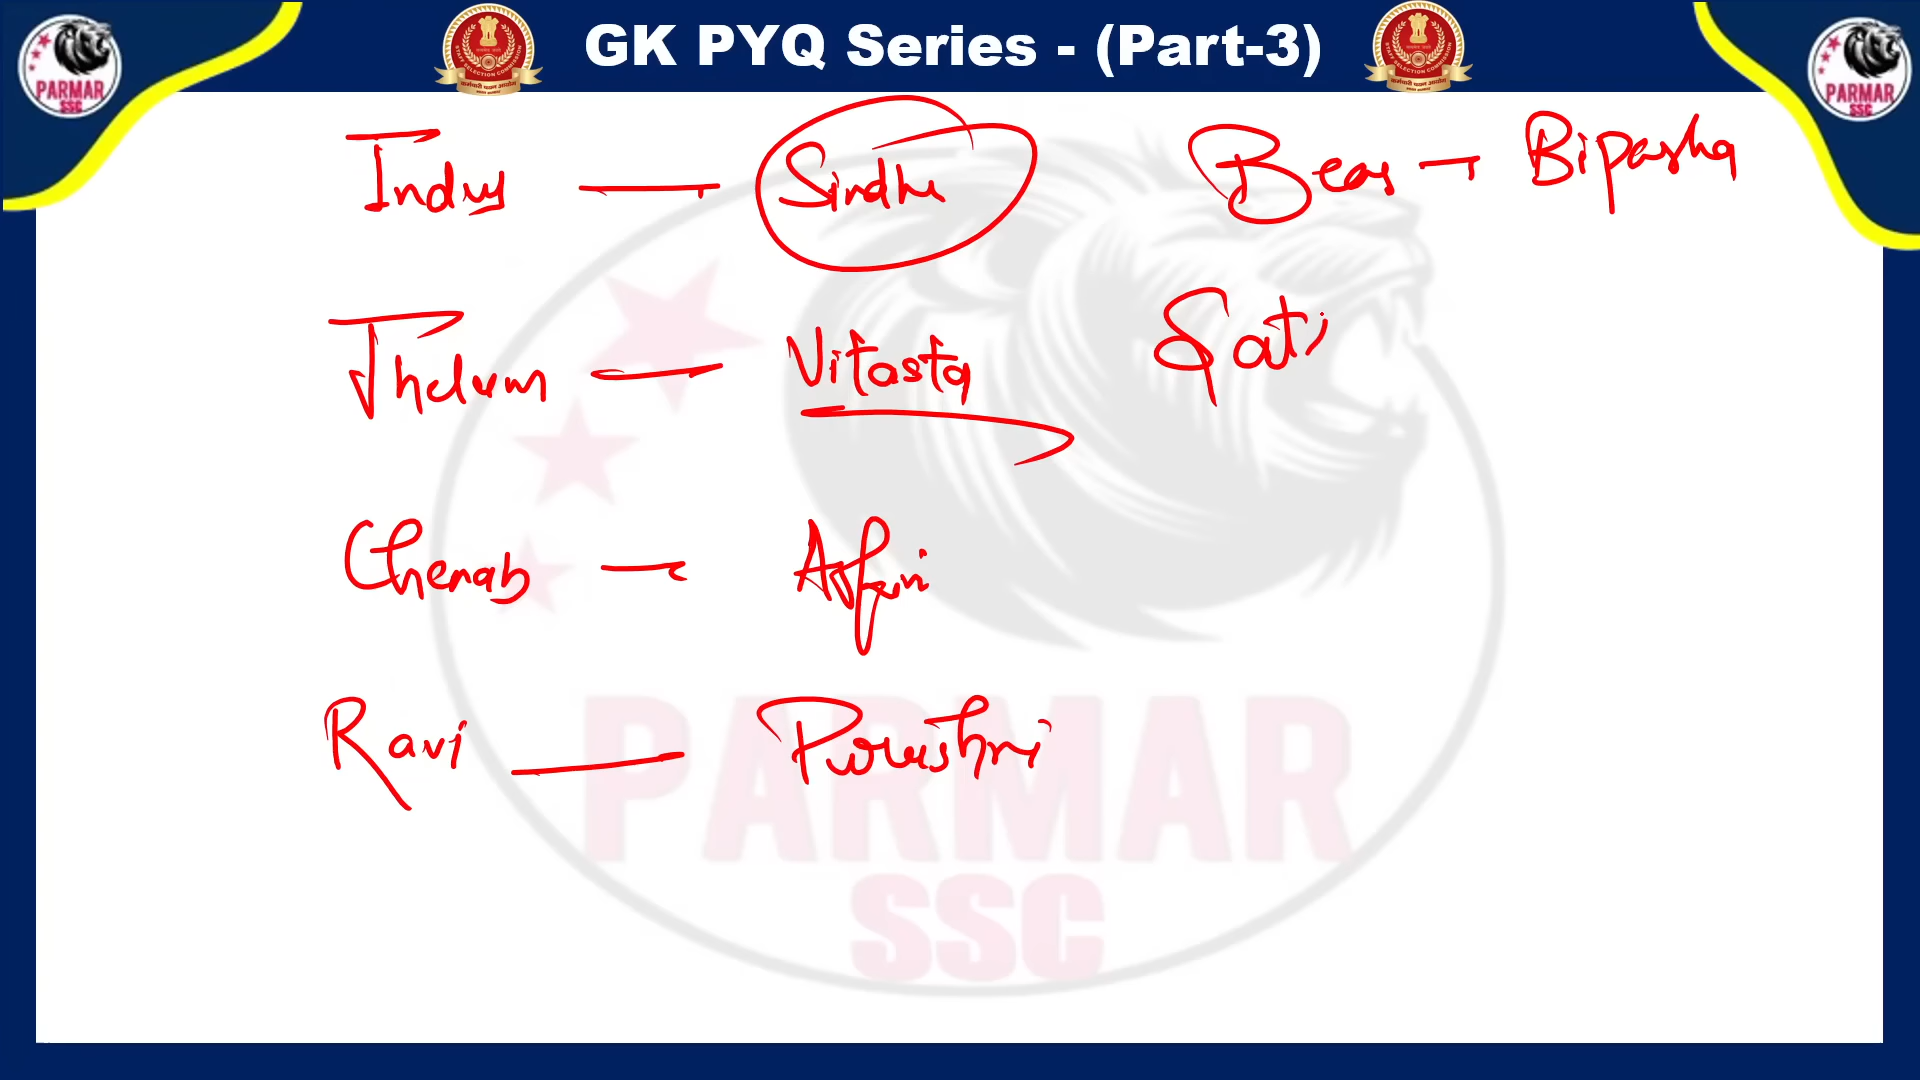 PARMAR
SSC
GK PYQ Series - (Part-3)
PARMAR
SSC
Indus — Sindhu
Jhelum — Vitasta
Chenab — Askini
Ravi — Purushni
Beas → Bipasha
Sati
PARMAR
SSC